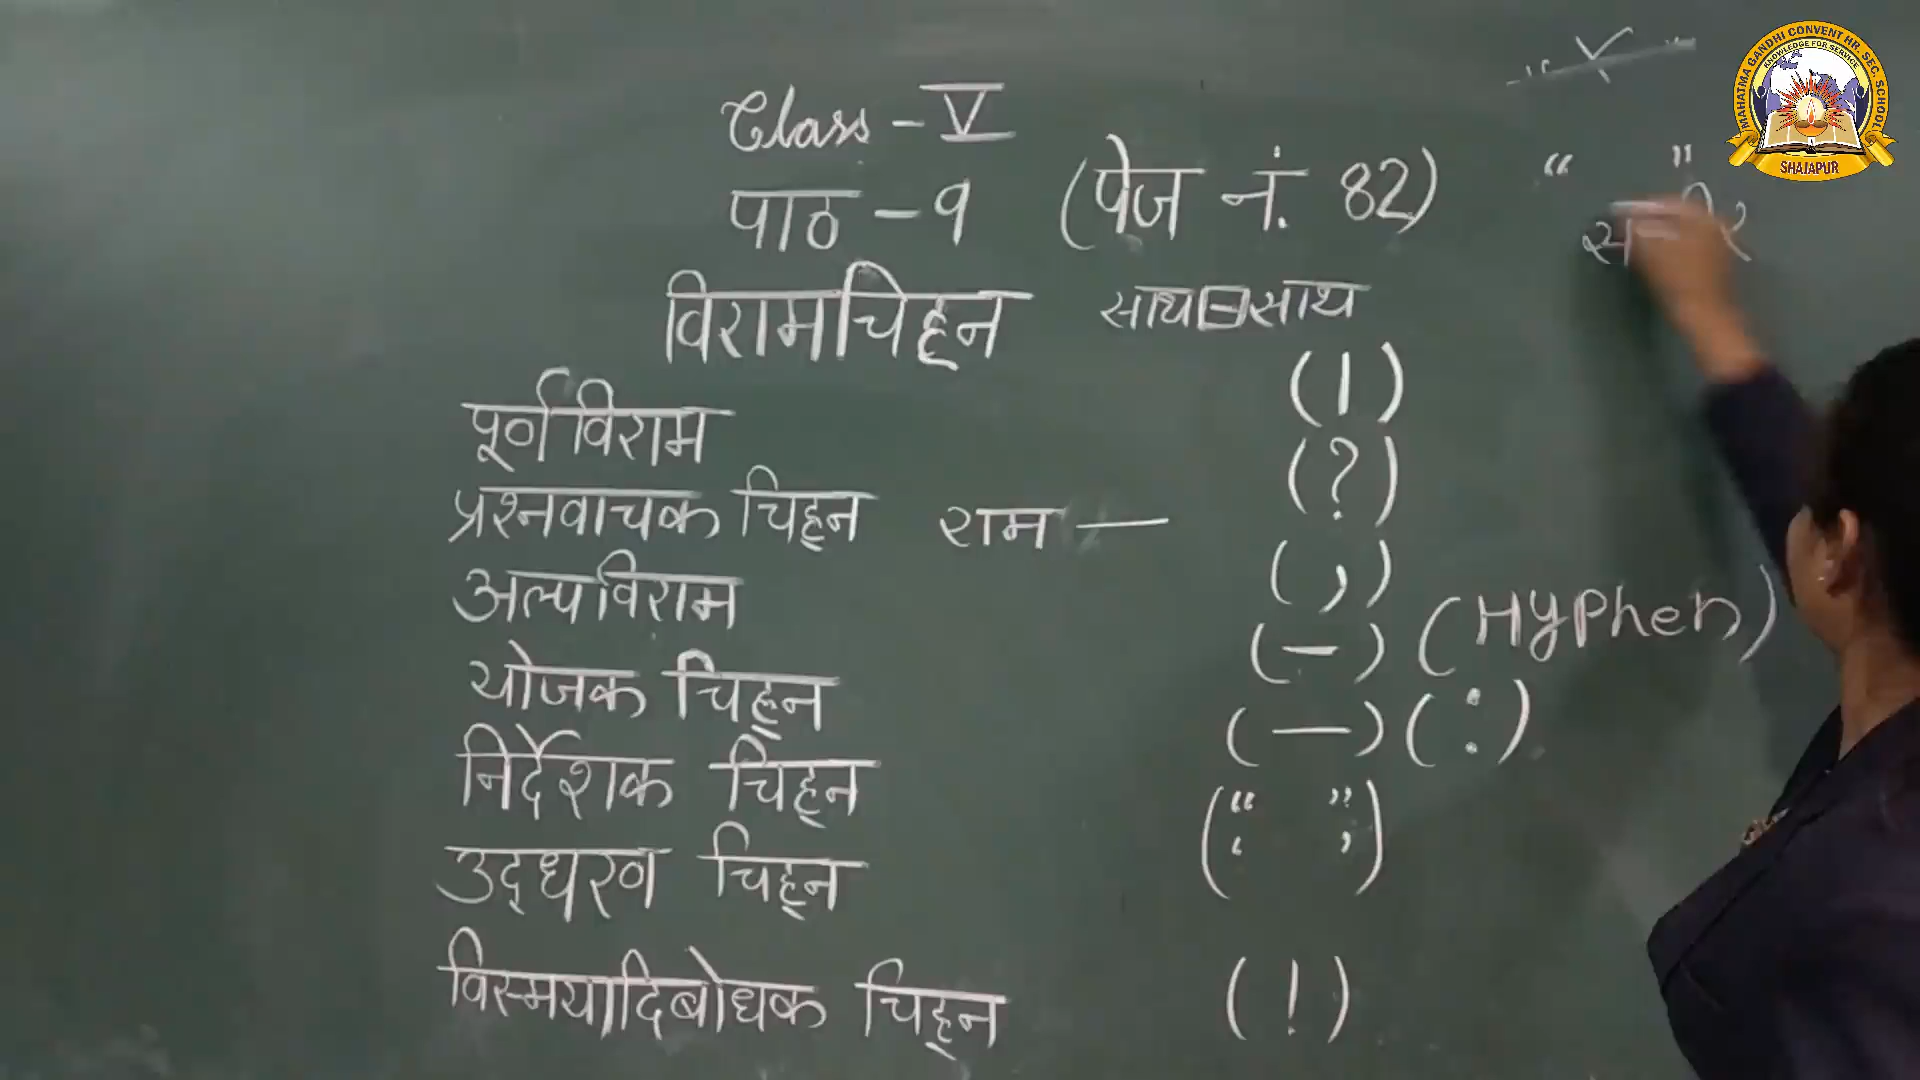 Class - V
पाठ - १ (पेज नं. 82)
विरामचिह्न साथ-साथ
पूर्ण विराम (।)
प्रश्नवाचक चिह्न राम — (?)
अल्पविराम (,)
योजक चिह्न (-) (Hyphen)
निर्देशक चिह्न (—) (:)
उद्धरण चिह्न (“ ”)
(‘ ’)
विस्मयादिबोधक चिह्न (!)
“ ”
MAHATMA GANDHI CONVENT HR. SEC. SCHOOL
KNOWLEDGE FOR SERVICE
SHAJAPUR